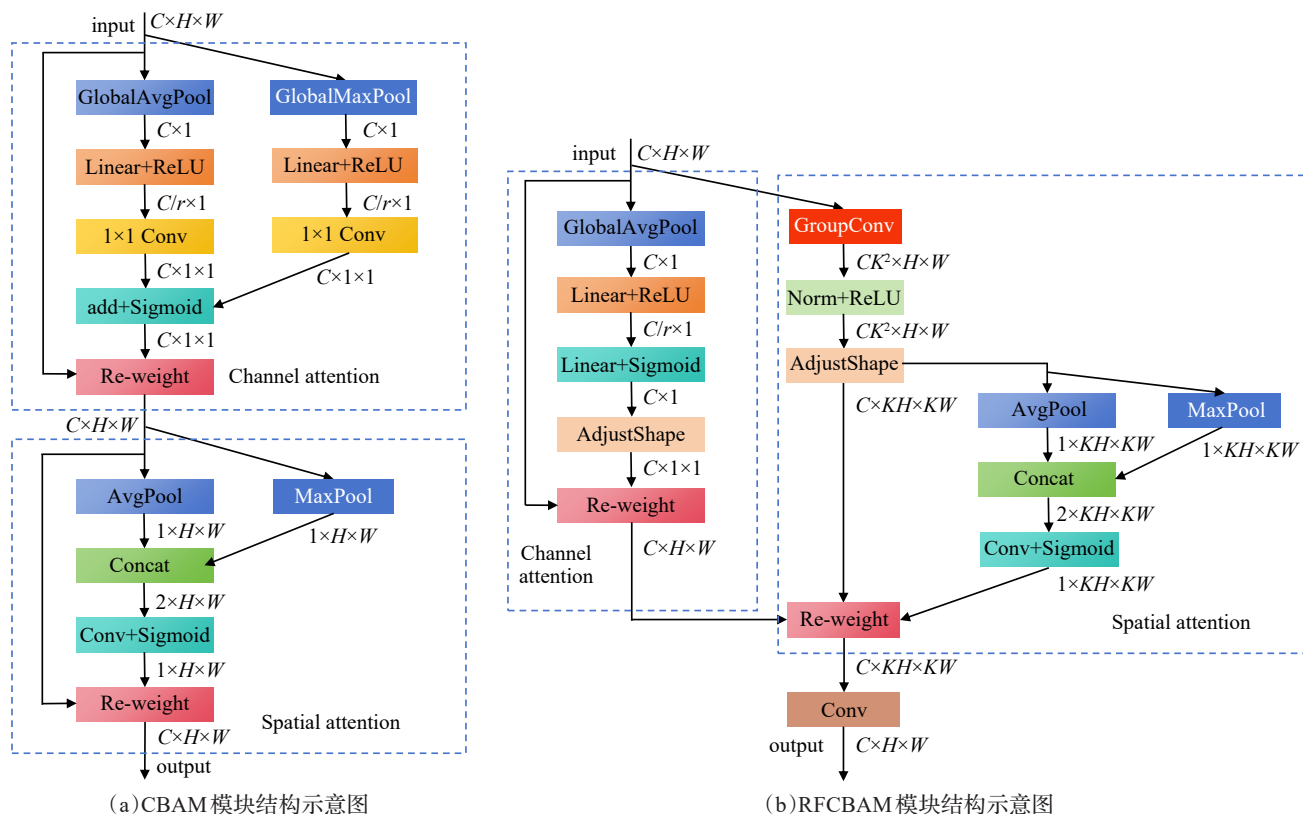 input
C×H×W
GlobalAvgPool
GlobalMaxPool
C×1
C×1
Linear+ReLU
Linear+ReLU
C/r×1
C/r×1
1×1 Conv
1×1 Conv
C×1×1
C×1×1
add+Sigmoid
C×1×1
Re-weight
Channel attention
C×H×W
AvgPool
MaxPool
1×H×W
1×H×W
Concat
2×H×W
Conv+Sigmoid
1×H×W
Re-weight
Spatial attention
C×H×W
output
(a)CBAM模块结构示意图
input
C×H×W
GlobalAvgPool
C×1
Linear+ReLU
C/r×1
Linear+Sigmoid
C×1
AdjustShape
C×1×1
Re-weight
Channel
attention
C×H×W
GroupConv
CK²×H×W
Norm+ReLU
CK²×H×W
AdjustShape
C×KH×KW
AvgPool
MaxPool
1×KH×KW
1×KH×KW
Concat
2×KH×KW
Conv+Sigmoid
1×KH×KW
Re-weight
Spatial attention
C×KH×KW
Conv
output
C×H×W
(b)RFCBAM模块结构示意图